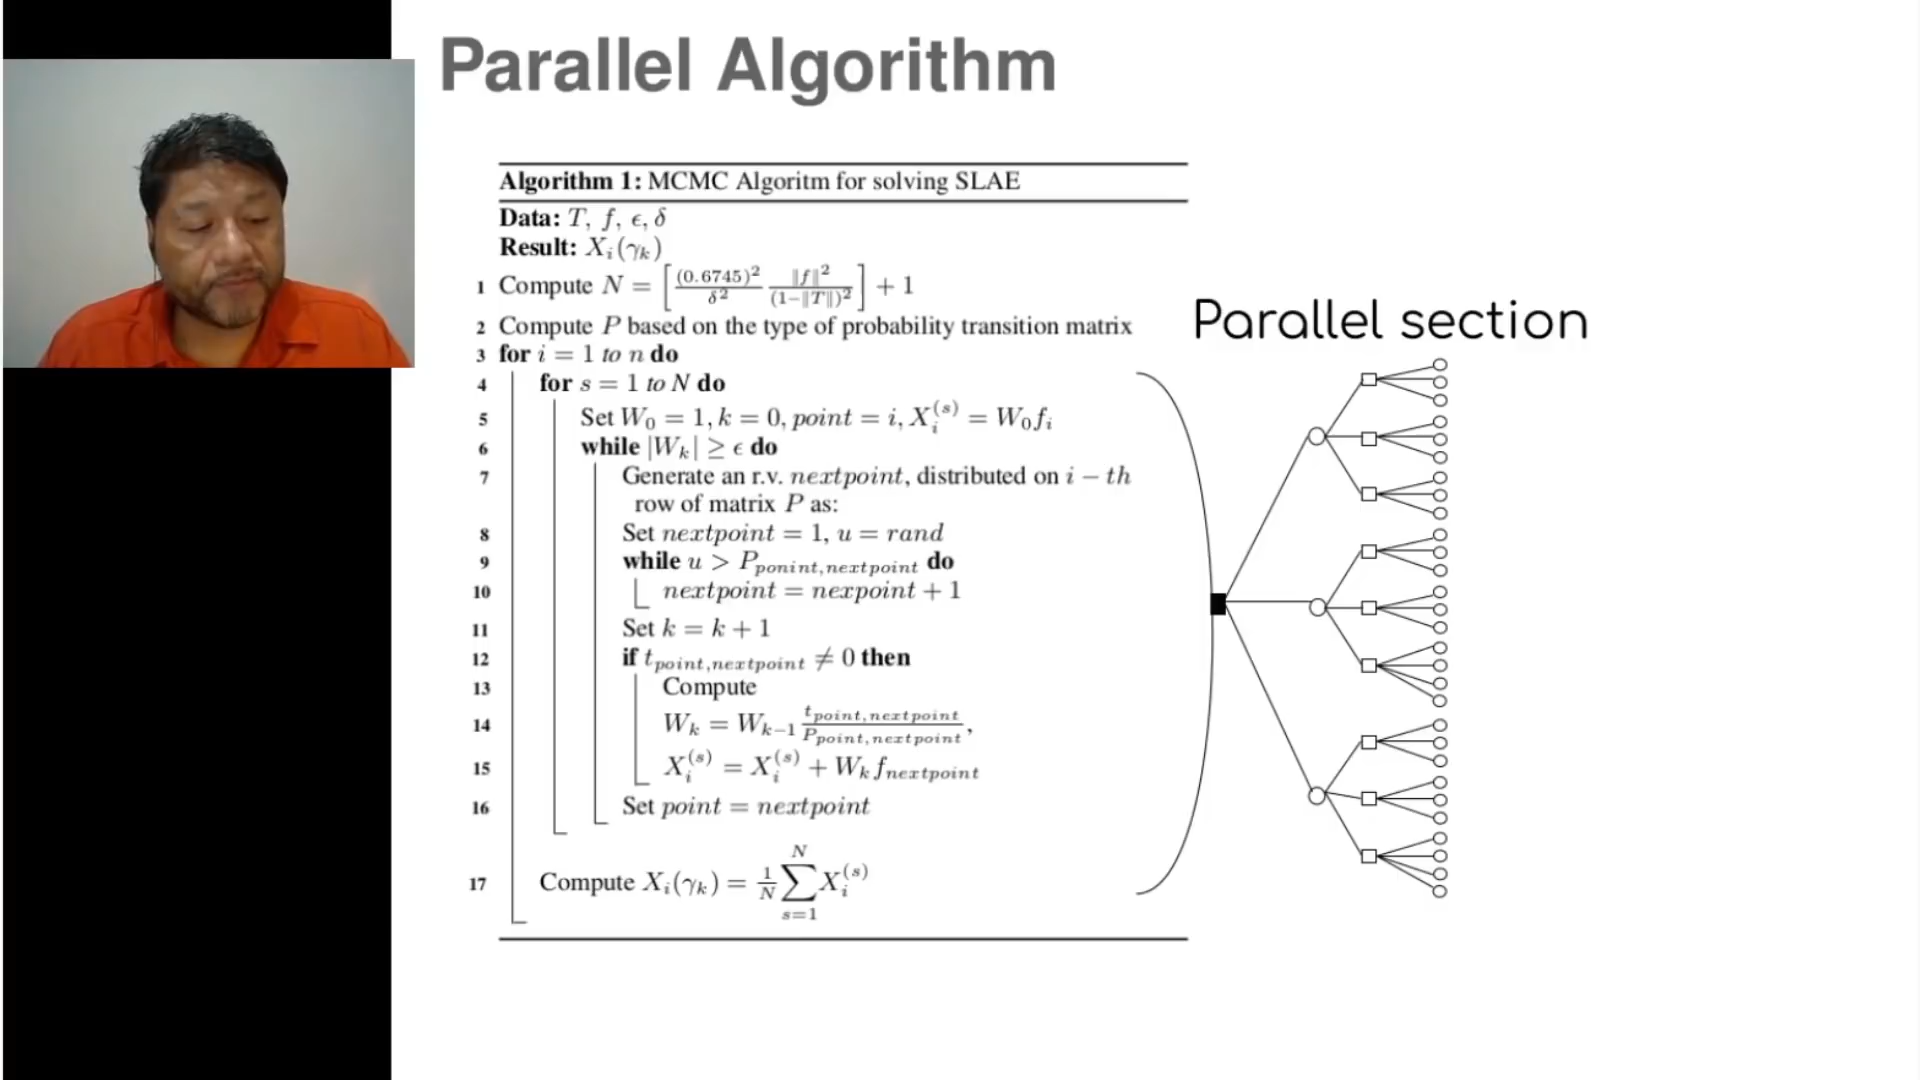 Parallel Algorithm
Algorithm 1: MCMC Algoritm for solving SLAE
Data: T, f, ϵ, δ
Result: X_i(γ_k)
1 Compute N = [(0.6745)^2/δ^2 ‖f‖^2/(1−‖T‖)^2] + 1
2 Compute P based on the type of probability transition matrix
3 for i = 1 to n do
4 for s = 1 to N do
5 Set W_0 = 1, k = 0, point = i, X_i^(s) = W_0 f_i
6 while |W_k| ≥ ϵ do
7 Generate an r.v. nextpoint, distributed on i − th
row of matrix P as:
8 Set nextpoint = 1, u = rand
9 while u > P_ponint,nextpoint do
10 nextpoint = nexpoint + 1
11 Set k = k + 1
12 if t_point,nextpoint ≠ 0 then
13 Compute
14 W_k = W_k−1 t_point,nextpoint/P_point,nextpoint,
15 X_i^(s) = X_i^(s) + W_k f_nextpoint
16 Set point = nextpoint
17 Compute X_i(γ_k) = 1/N ∑_{s=1}^{N} X_i^(s)
Parallel section